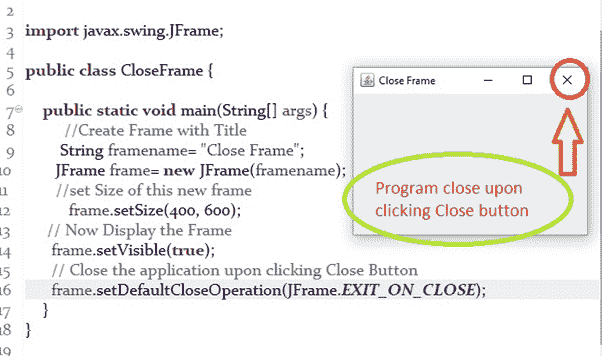 2
3 import javax.swing.JFrame;
4
5 public class CloseFrame {
6
7 public static void main(String[] args) {
8 //Create Frame with Title
9 String framename= "Close Frame";
10 JFrame frame= new JFrame(framename);
11 //set Size of this new frame
12 frame.setSize(400, 600);
13 // Now Display the Frame
14 frame.setVisible(true);
15 // Close the application upon clicking Close Button
16 frame.setDefaultCloseOperation(JFrame.EXIT_ON_CLOSE);
17 }
18 }
19
Close Frame
Program close upon
clicking Close button